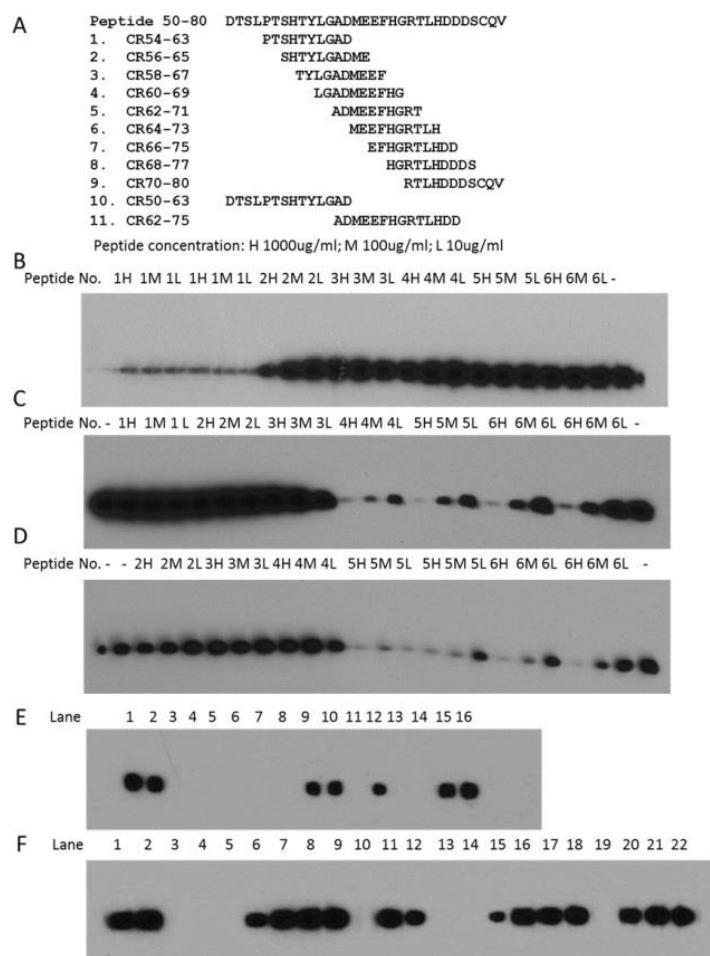 A
Peptide 50-80 DTSLPTSHTYLGADMEEFHGRTLHDDDSCQV
1. CR54-63 PTSHTYLGAD
2. CR56-65 SHTYLGADME
3. CR58-67 TYLGADMEEF
4. CR60-69 LGADMEEFHG
5. CR62-71 ADMEEFHGRT
6. CR64-73 MEEFHGRTLH
7. CR66-75 EFHGRTLHDD
8. CR68-77 HGRTLHDDDS
9. CR70-80 RTLHDDDSCQV
10. CR50-63 DTSLPTSHTYLGAD
11. CR62-75 ADMEEFHGRTLHDD
Peptide concentration: H 1000ug/ml; M 100ug/ml; L 10ug/ml
B
Peptide No. 1H 1M 1L 1H 1M 1L 2H 2M 2L 3H 3M 3L 4H 4M 4L 5H 5M 5L 6H 6M 6L -
C
Peptide No. - 1H 1M 1 L 2H 2M 2L 3H 3M 3L 4H 4M 4L 5H 5M 5L 6H 6M 6L 6H 6M 6L -
D
Peptide No. - - 2H 2M 2L 3H 3M 3L 4H 4M 4L 5H 5M 5L 5H 5M 5L 6H 6M 6L 6H 6M 6L -
E Lane 1 2 3 4 5 6 7 8 9 10 11 12 13 14 15 16
F Lane 1 2 3 4 5 6 7 8 9 10 11 12 13 14 15 16 17 18 19 20 21 22